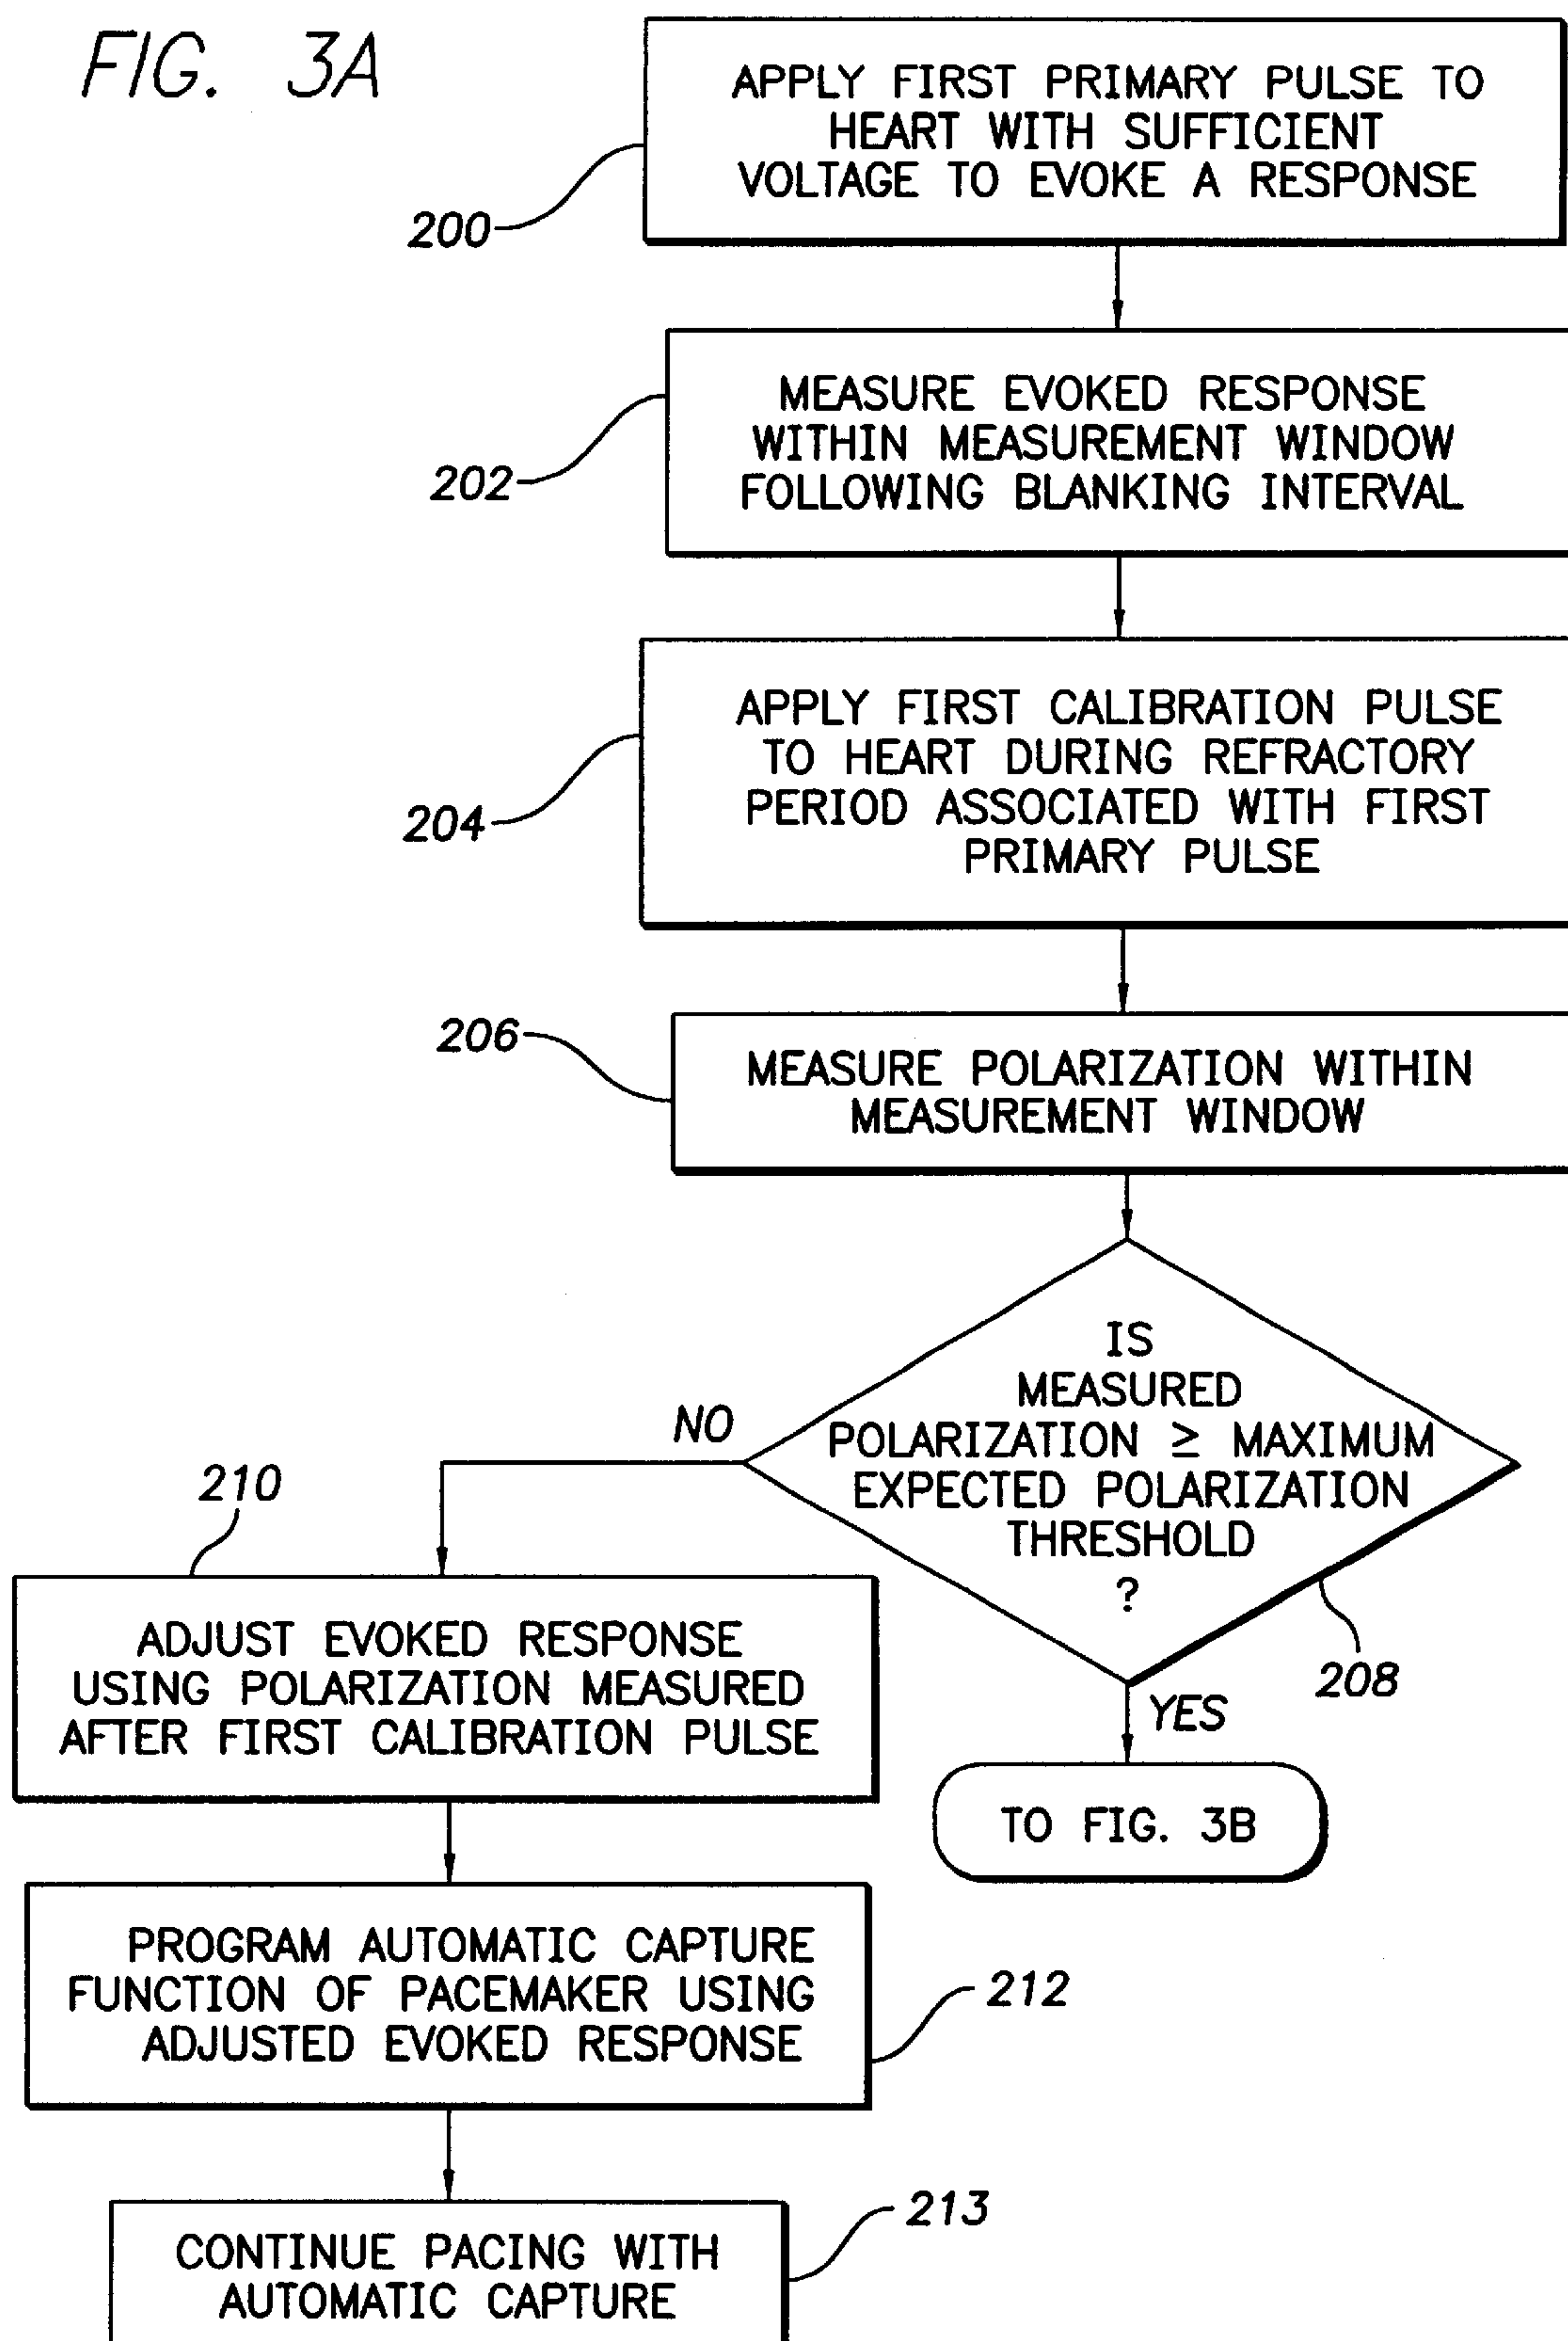 FIG. 3A
APPLY FIRST PRIMARY PULSE TO
HEART WITH SUFFICIENT
VOLTAGE TO EVOKE A RESPONSE
200
MEASURE EVOKED RESPONSE
WITHIN MEASUREMENT WINDOW
FOLLOWING BLANKING INTERVAL
202
APPLY FIRST CALIBRATION PULSE
TO HEART DURING REFRACTORY
PERIOD ASSOCIATED WITH FIRST
PRIMARY PULSE
204
206
MEASURE POLARIZATION WITHIN
MEASUREMENT WINDOW
IS
MEASURED
POLARIZATION ≥ MAXIMUM
EXPECTED POLARIZATION
THRESHOLD
?
NO
208
YES
TO FIG. 3B
210
ADJUST EVOKED RESPONSE
USING POLARIZATION MEASURED
AFTER FIRST CALIBRATION PULSE
PROGRAM AUTOMATIC CAPTURE
FUNCTION OF PACEMAKER USING
ADJUSTED EVOKED RESPONSE
212
213
CONTINUE PACING WITH
AUTOMATIC CAPTURE